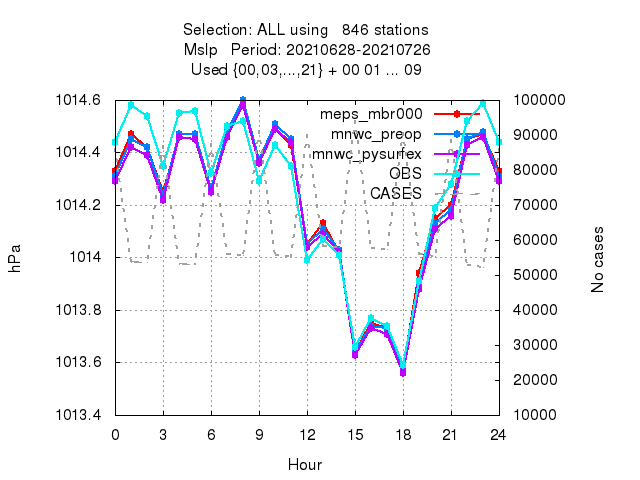 Selection: ALL using   846 stations
Mslp   Period: 20210628-20210726
Used {00,03,...,21} + 00 01 ... 09
1014.6
1014.4
1014.2
1014
1013.8
1013.6
1013.4
hPa
meps_mbr000
mnwc_preop
mnwc_pysurfex
OBS
CASES
100000
90000
80000
70000
60000
50000
40000
30000
20000
10000
No cases
0 3 6 9 12 15 18 21 24
Hour